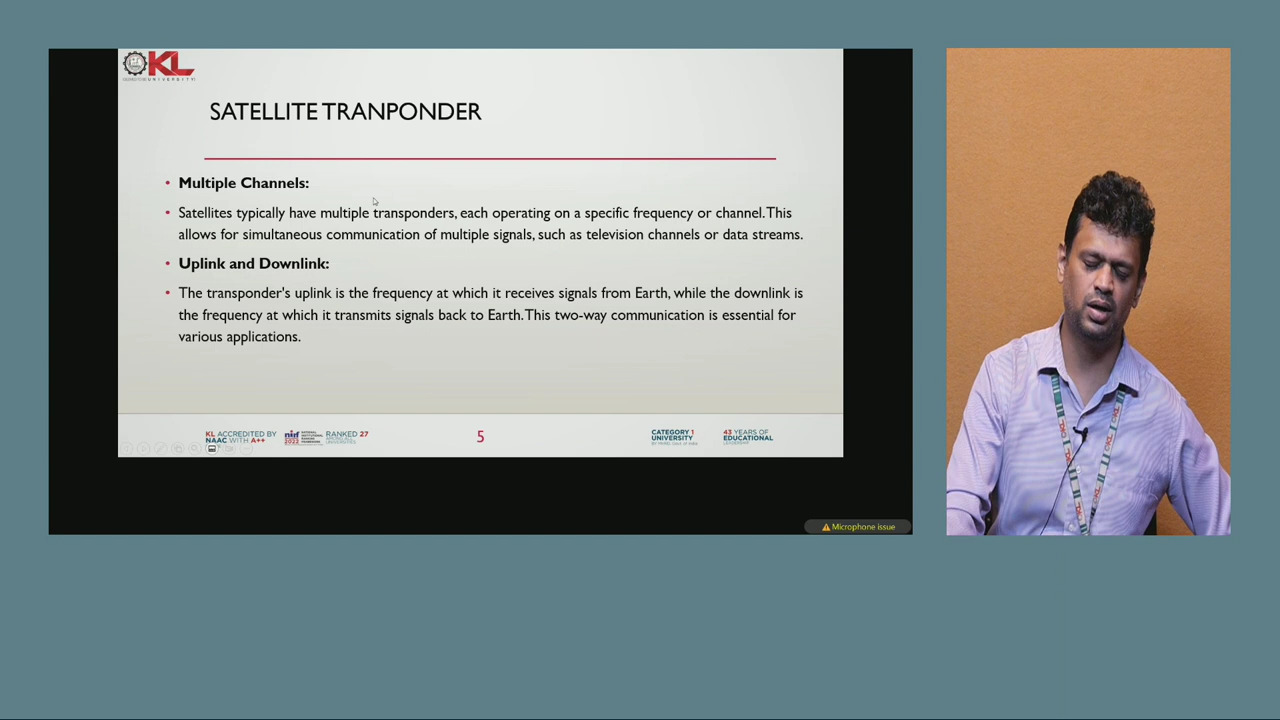 KL
UNIVERSITY
SATELLITE TRANPONDER
Multiple Channels:
Satellites typically have multiple transponders, each operating on a specific frequency or channel. This
allows for simultaneous communication of multiple signals, such as television channels or data streams.
Uplink and Downlink:
The transponder's uplink is the frequency at which it receives signals from Earth, while the downlink is
the frequency at which it transmits signals back to Earth. This two-way communication is essential for
various applications.
KL ACCREDITED BY
NAAC WITH A++
nirf
2022
RANKED 27
5
CATEGORY 1
UNIVERSITY
43 YEARS OF
EDUCATIONAL
LEADERSHIP
Microphone issue